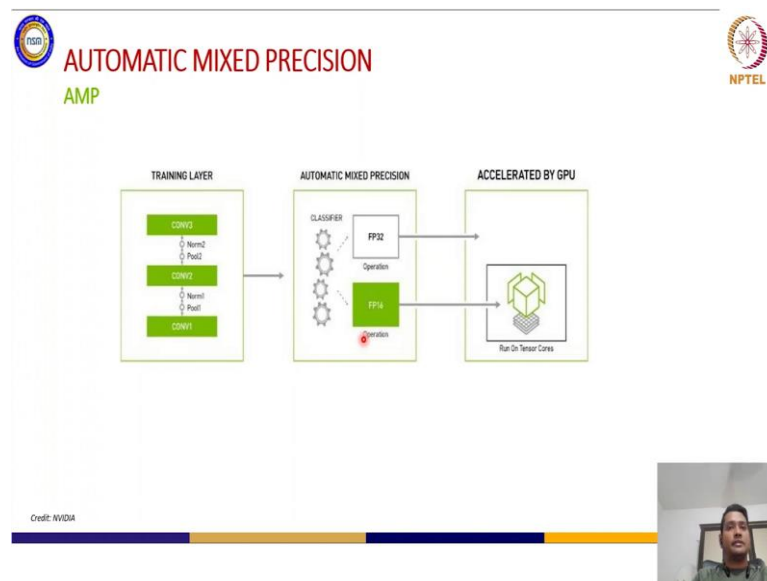 nsm
AUTOMATIC MIXED PRECISION
AMP
NPTEL
TRAINING LAYER
CONV3
Norm2
Pool2
CONV2
Norm1
Pool1
CONV1
AUTOMATIC MIXED PRECISION
CLASSIFIER
FP32
Operation
FP16
Operation
ACCELERATED BY GPU
Run On Tensor Cores
Credit: NVIDIA